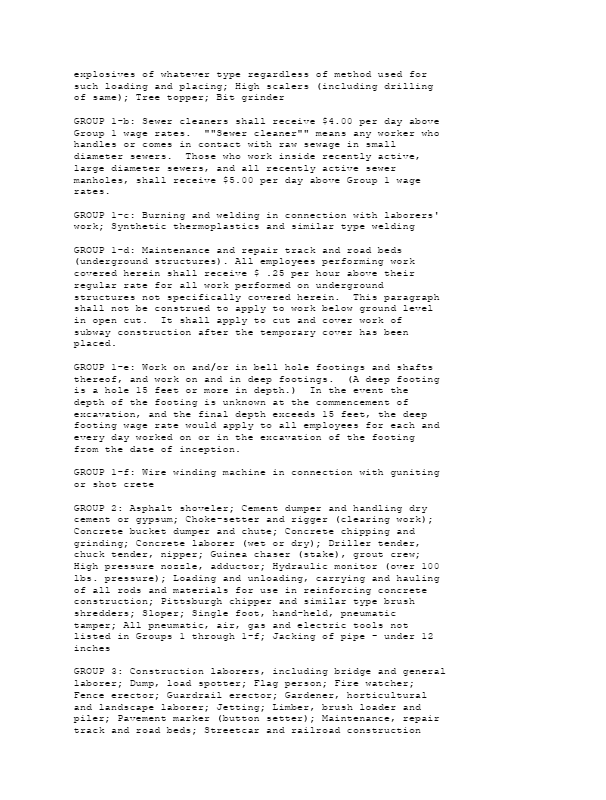 explosives of whatever type regardless of method used for
such loading and placing; High scalers (including drilling
of same); Tree topper; Bit grinder
GROUP 1-b: Sewer cleaners shall receive $4.00 per day above
Group 1 wage rates.  ""Sewer cleaner"" means any worker who
handles or comes in contact with raw sewage in small
diameter sewers.  Those who work inside recently active,
large diameter sewers, and all recently active sewer
manholes, shall receive $5.00 per day above Group 1 wage
rates.
GROUP 1-c: Burning and welding in connection with laborers'
work; Synthetic thermoplastics and similar type welding
GROUP 1-d: Maintenance and repair track and road beds
(underground structures). All employees performing work
covered herein shall receive $ .25 per hour above their
regular rate for all work performed on underground
structures not specifically covered herein.  This paragraph
shall not be construed to apply to work below ground level
in open cut.  It shall apply to cut and cover work of
subway construction after the temporary cover has been
placed.
GROUP 1-e: Work on and/or in bell hole footings and shafts
thereof, and work on and in deep footings.  (A deep footing
is a hole 15 feet or more in depth.)  In the event the
depth of the footing is unknown at the commencement of
excavation, and the final depth exceeds 15 feet, the deep
footing wage rate would apply to all employees for each and
every day worked on or in the excavation of the footing
from the date of inception.
GROUP 1-f: Wire winding machine in connection with guniting
or shot crete
GROUP 2: Asphalt shoveler; Cement dumper and handling dry
cement or gypsum; Choke-setter and rigger (clearing work);
Concrete bucket dumper and chute; Concrete chipping and
grinding; Concrete laborer (wet or dry); Driller tender,
chuck tender, nipper; Guinea chaser (stake), grout crew;
High pressure nozzle, adductor; Hydraulic monitor (over 100
lbs. pressure); Loading and unloading, carrying and hauling
of all rods and materials for use in reinforcing concrete
construction; Pittsburgh chipper and similar type brush
shredders; Sloper; Single foot, hand-held, pneumatic
tamper; All pneumatic, air, gas and electric tools not
listed in Groups 1 through 1-f; Jacking of pipe - under 12
inches
GROUP 3: Construction laborers, including bridge and general
laborer; Dump, load spotter; Flag person; Fire watcher;
Fence erector; Guardrail erector; Gardener, horticultural
and landscape laborer; Jetting; Limber, brush loader and
piler; Pavement marker (button setter); Maintenance, repair
track and road beds; Streetcar and railroad construction